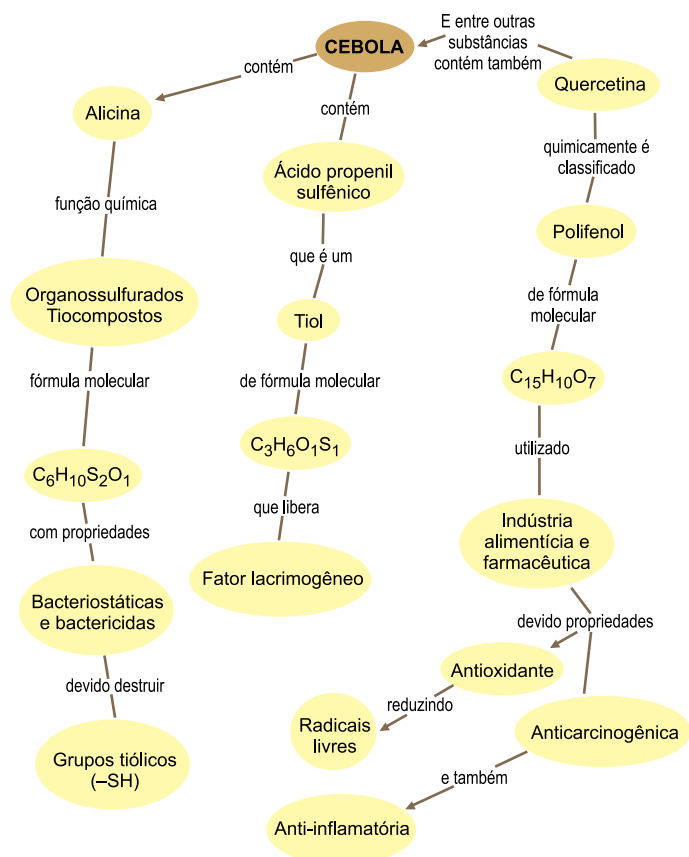 CEBOLA
contém
Alicina
função química
Organossulfurados
Tiocompostos
fórmula molecular
C6H10S2O1
com propriedades
Bacteriostáticas
e bactericidas
devido destruir
Grupos tiólicos
(–SH)
contém
Ácido propenil
sulfênico
que é um
Tiol
de fórmula molecular
C3H6O1S1
que libera
Fator lacrimogêneo
E entre outras
substâncias
contém também
Quercetina
quimicamente é
classificado
Polifenol
de fórmula
molecular
C15H10O7
utilizado
Indústria
alimentícia e
farmacêutica
devido propriedades
Antioxidante
reduzindo
Radicais
livres
Anticarcinogênica
e também
Anti-inflamatória